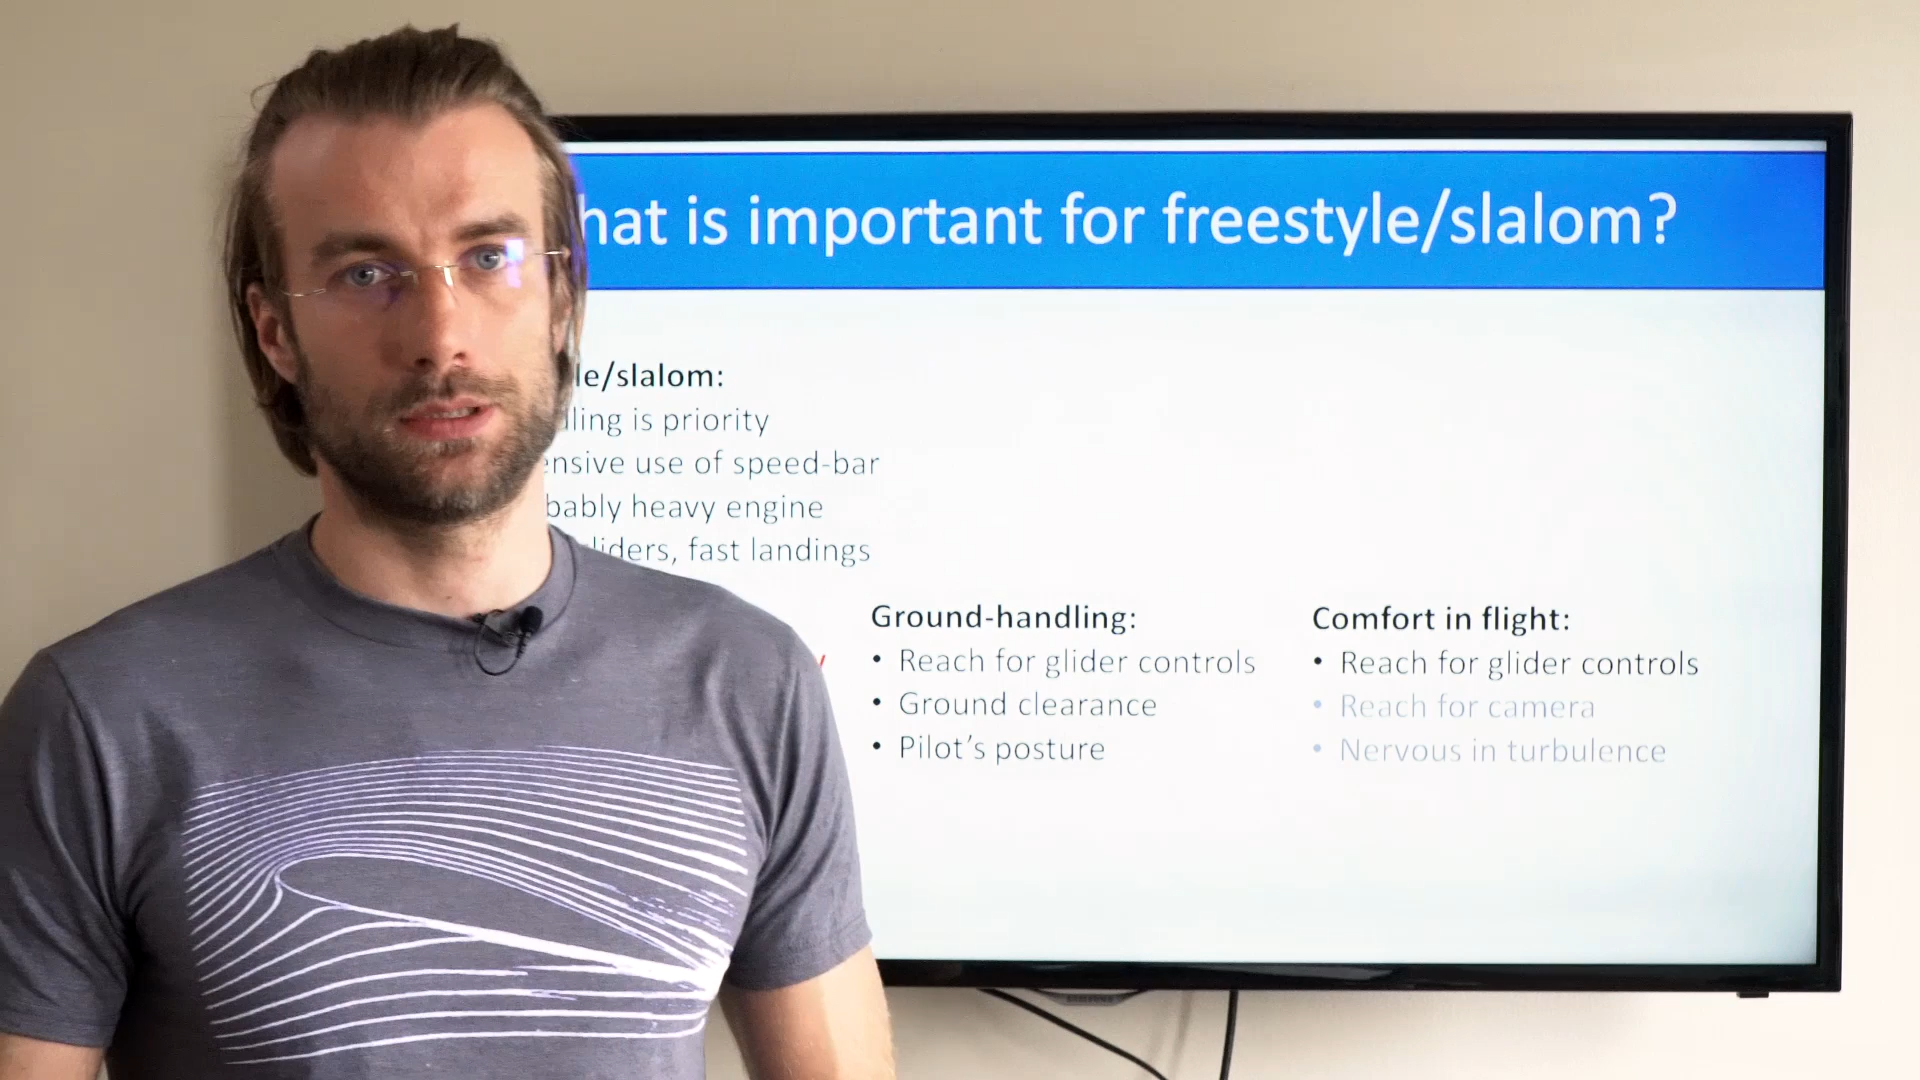 hat is important for freestyle/slalom?
le/slalom:
ling is priority
ensive use of speed-bar
bably heavy engine
liders, fast landings
Ground-handling:
• Reach for glider controls
• Ground clearance
• Pilot's posture
Comfort in flight:
• Reach for glider controls
• Reach for camera
• Nervous in turbulence
SAMSUNG